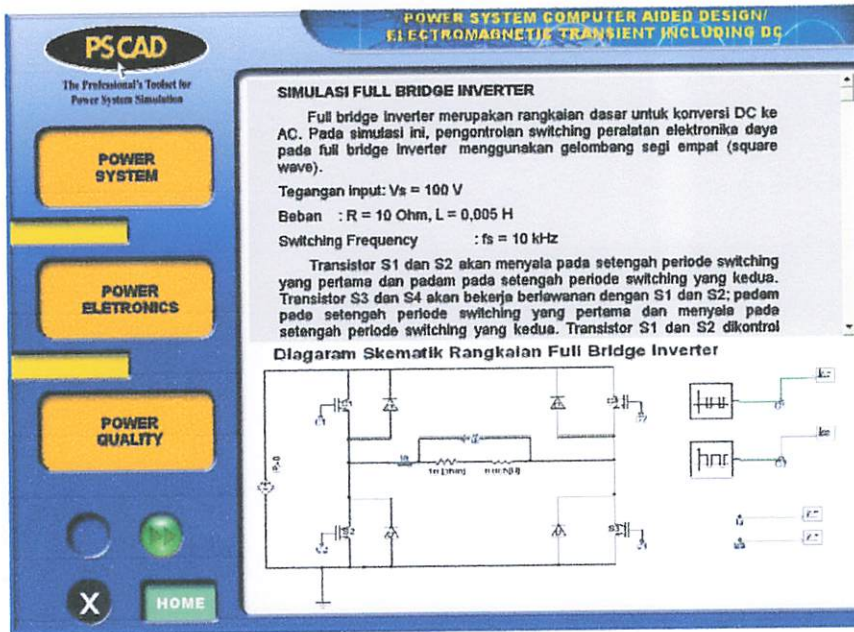 POWER SYSTEM COMPUTER AIDED DESIGN/
ELECTROMAGNETIC TRANSIENT INCLUDING DC
PSCAD
The Professional's Toolset for
Power System Simulation
POWER
SYSTEM
POWER
ELETRONICS
POWER
QUALITY
X
HOME
SIMULASI FULL BRIDGE INVERTER
Full bridge inverter merupakan rangkaian dasar untuk konversi DC ke
AC. Pada simulasi ini, pengontrolan switching peralatan elektronika daya
pada full bridge inverter menggunakan gelombang segi empat (square
wave).
Tegangan input: Vs = 100 V
Beban : R = 10 Ohm, L = 0,005 H
Switching Frequency : fs = 10 kHz
Transistor S1 dan S2 akan menyala pada setengah periode switching
yang pertama dan padam pada setengah periode switching yang kedua.
Transistor S3 dan S4 akan bekerja berlawanan dengan S1 dan S2; padam
pada setengah periode switching yang pertama dan menyala pada
setengah periode switching yang kedua. Transistor S1 dan S2 dikontrol
Diagaram Skematik Rangkaian Full Bridge Inverter